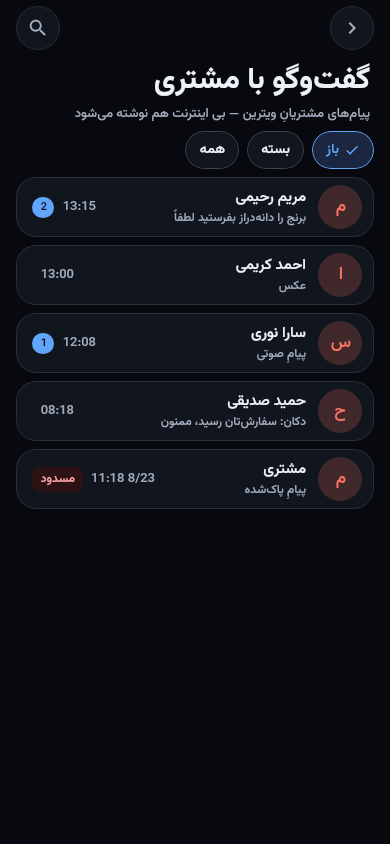 گفت‌وگو با مشتری
پیام‌های مشتریانِ ویترین — بی اینترنت هم نوشته می‌شود
باز
بسته
همه
م
مریم رحیمی
برنج را دانه‌دراز بفرستید لطفاً
13:15
2
ا
احمد کریمی
عکس
13:00
س
سارا نوری
پیامِ صوتی
12:08
1
ح
حمید صدیقی
دکان: سفارش‌تان رسید، ممنون
08:18
م
مشتری
پیامِ پاک‌شده
11:18 8/23
مسدود